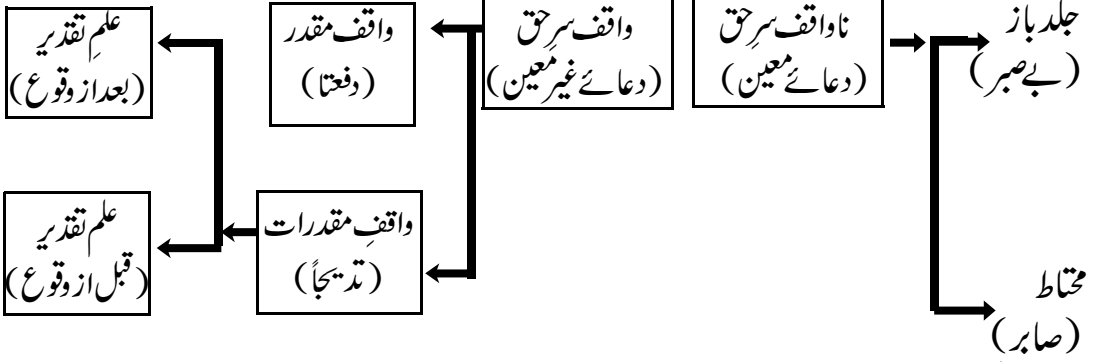 جلد باز
(بے صبر)
ناواقف سرِ حق
(دعائے معین)
واقف سرِ حق
(دعائے غیر معین)
واقف مقدر
(دفعتا)
علمِ تقدیر
(بعد از وقوع)
محتاط
(صابر)
واقفِ مقدرات
(تدیجاً)
علم تقدیر
(قبل از وقوع)